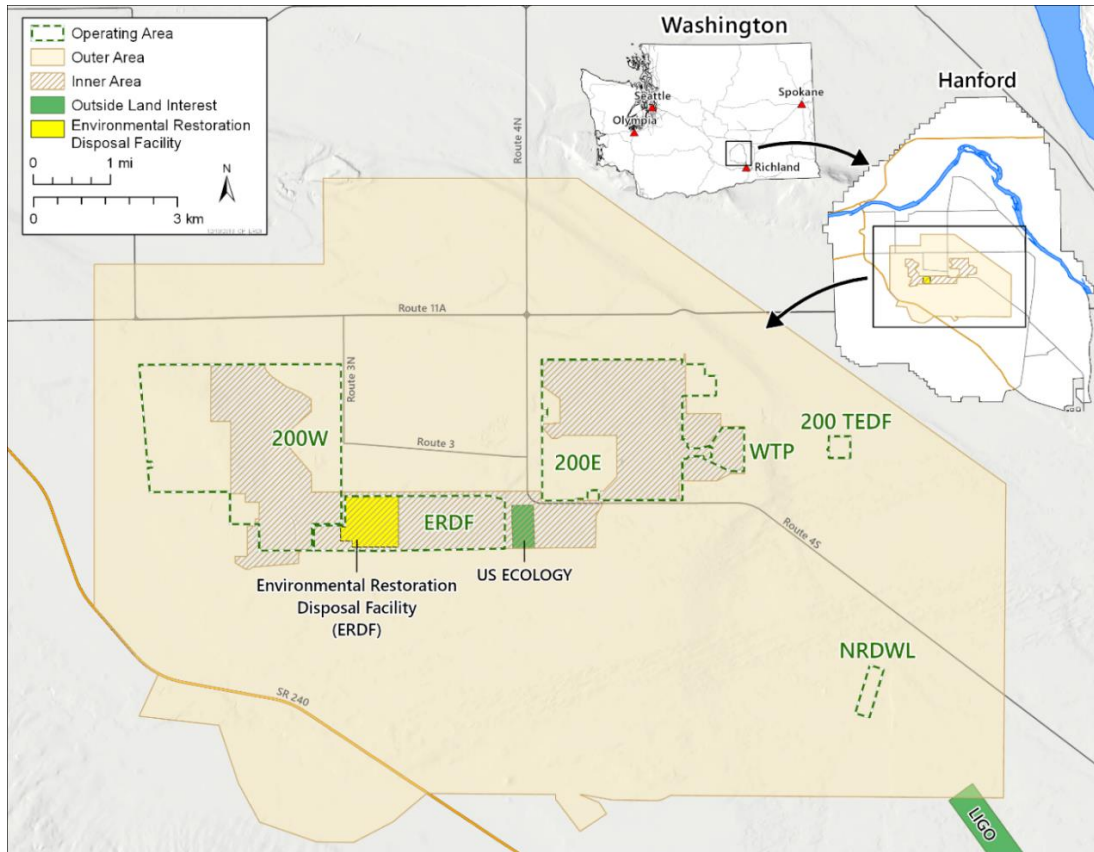 Operating Area
Outer Area
Inner Area
Outside Land Interest
Environmental Restoration
Disposal Facility
0 1 mi
0 3 km
N
Washington
Seattle
Spokane
Olympia
Richland
Hanford
Route 4N
Route 11A
Route 3N
Route 3
200W
200E
WTP
200 TEDF
ERDF
Route 4S
US ECOLOGY
Environmental Restoration
Disposal Facility
(ERDF)
NRDWL
SR 240
LIGO